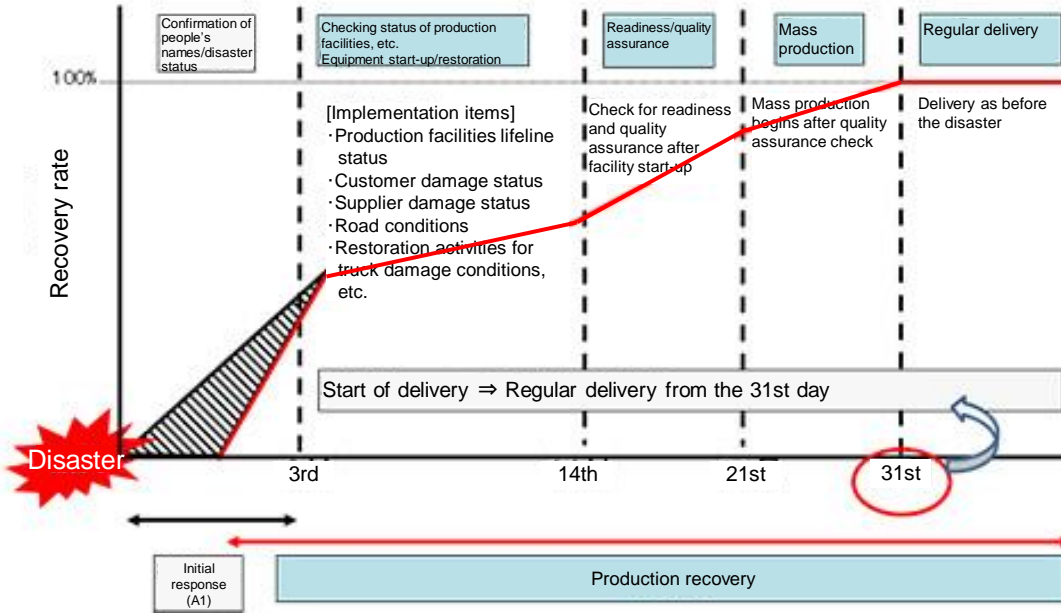 Confirmation of
people's
names/disaster
status
Checking status of production
facilities, etc.
Equipment start-up/restoration
Readiness/quality
assurance
Mass
production
Regular delivery
100%
[Implementation items]
・Production facilities lifeline
status
・Customer damage status
・Supplier damage status
・Road conditions
・Restoration activities for
truck damage conditions,
etc.
Check for readiness
and quality
assurance after
facility start-up
Mass production
begins after quality
assurance check
Delivery as before
the disaster
Recovery rate
Start of delivery ⇒ Regular delivery from the 31st day
Disaster
3rd
14th
21st
31st
Initial
response
(A1)
Production recovery